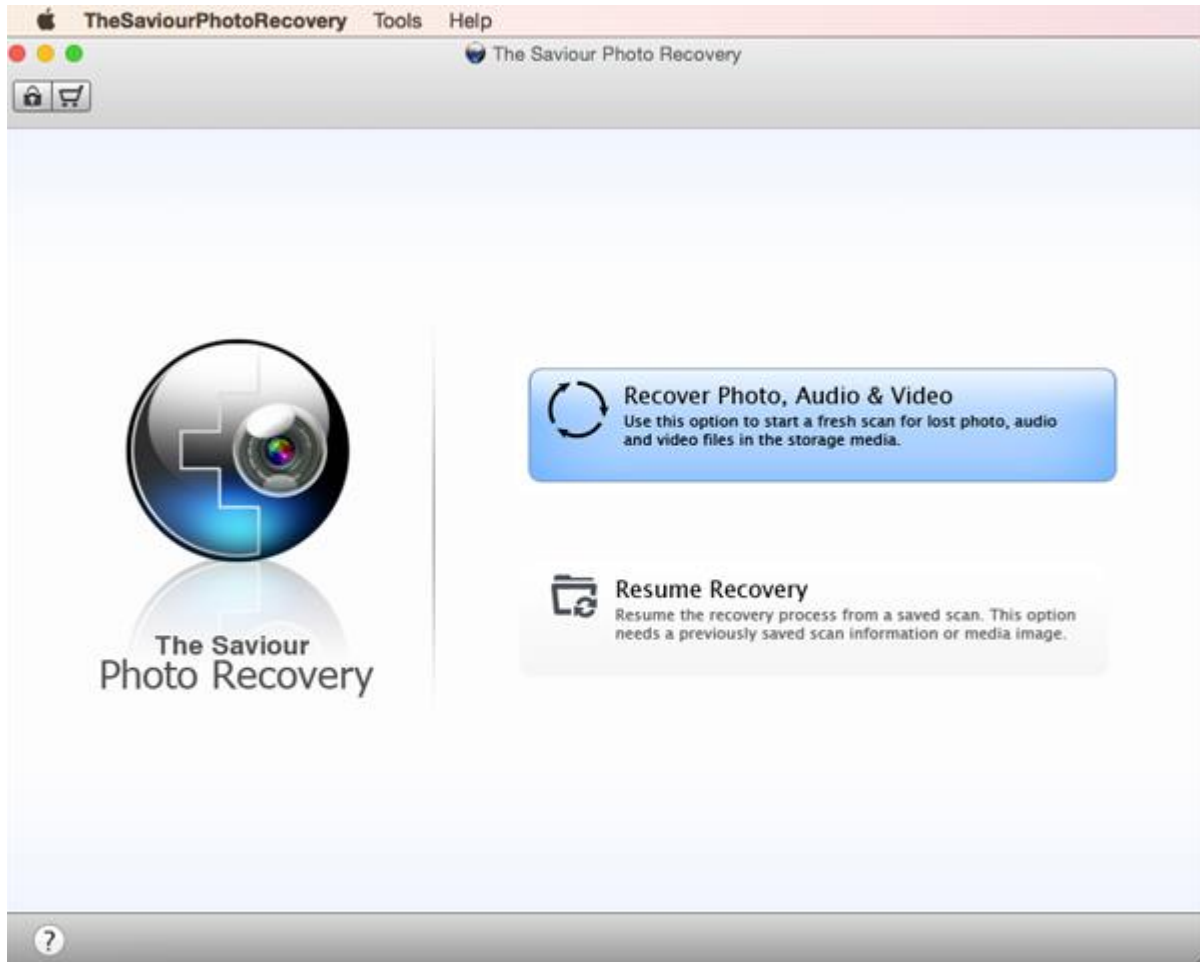 TheSaviourPhotoRecovery Tools Help
The Saviour Photo Recovery
Recover Photo, Audio & Video
Use this option to start a fresh scan for lost photo, audio
and video files in the storage media.
Resume Recovery
Resume the recovery process from a saved scan. This option
needs a previously saved scan information or media image.
The Saviour
Photo Recovery
?